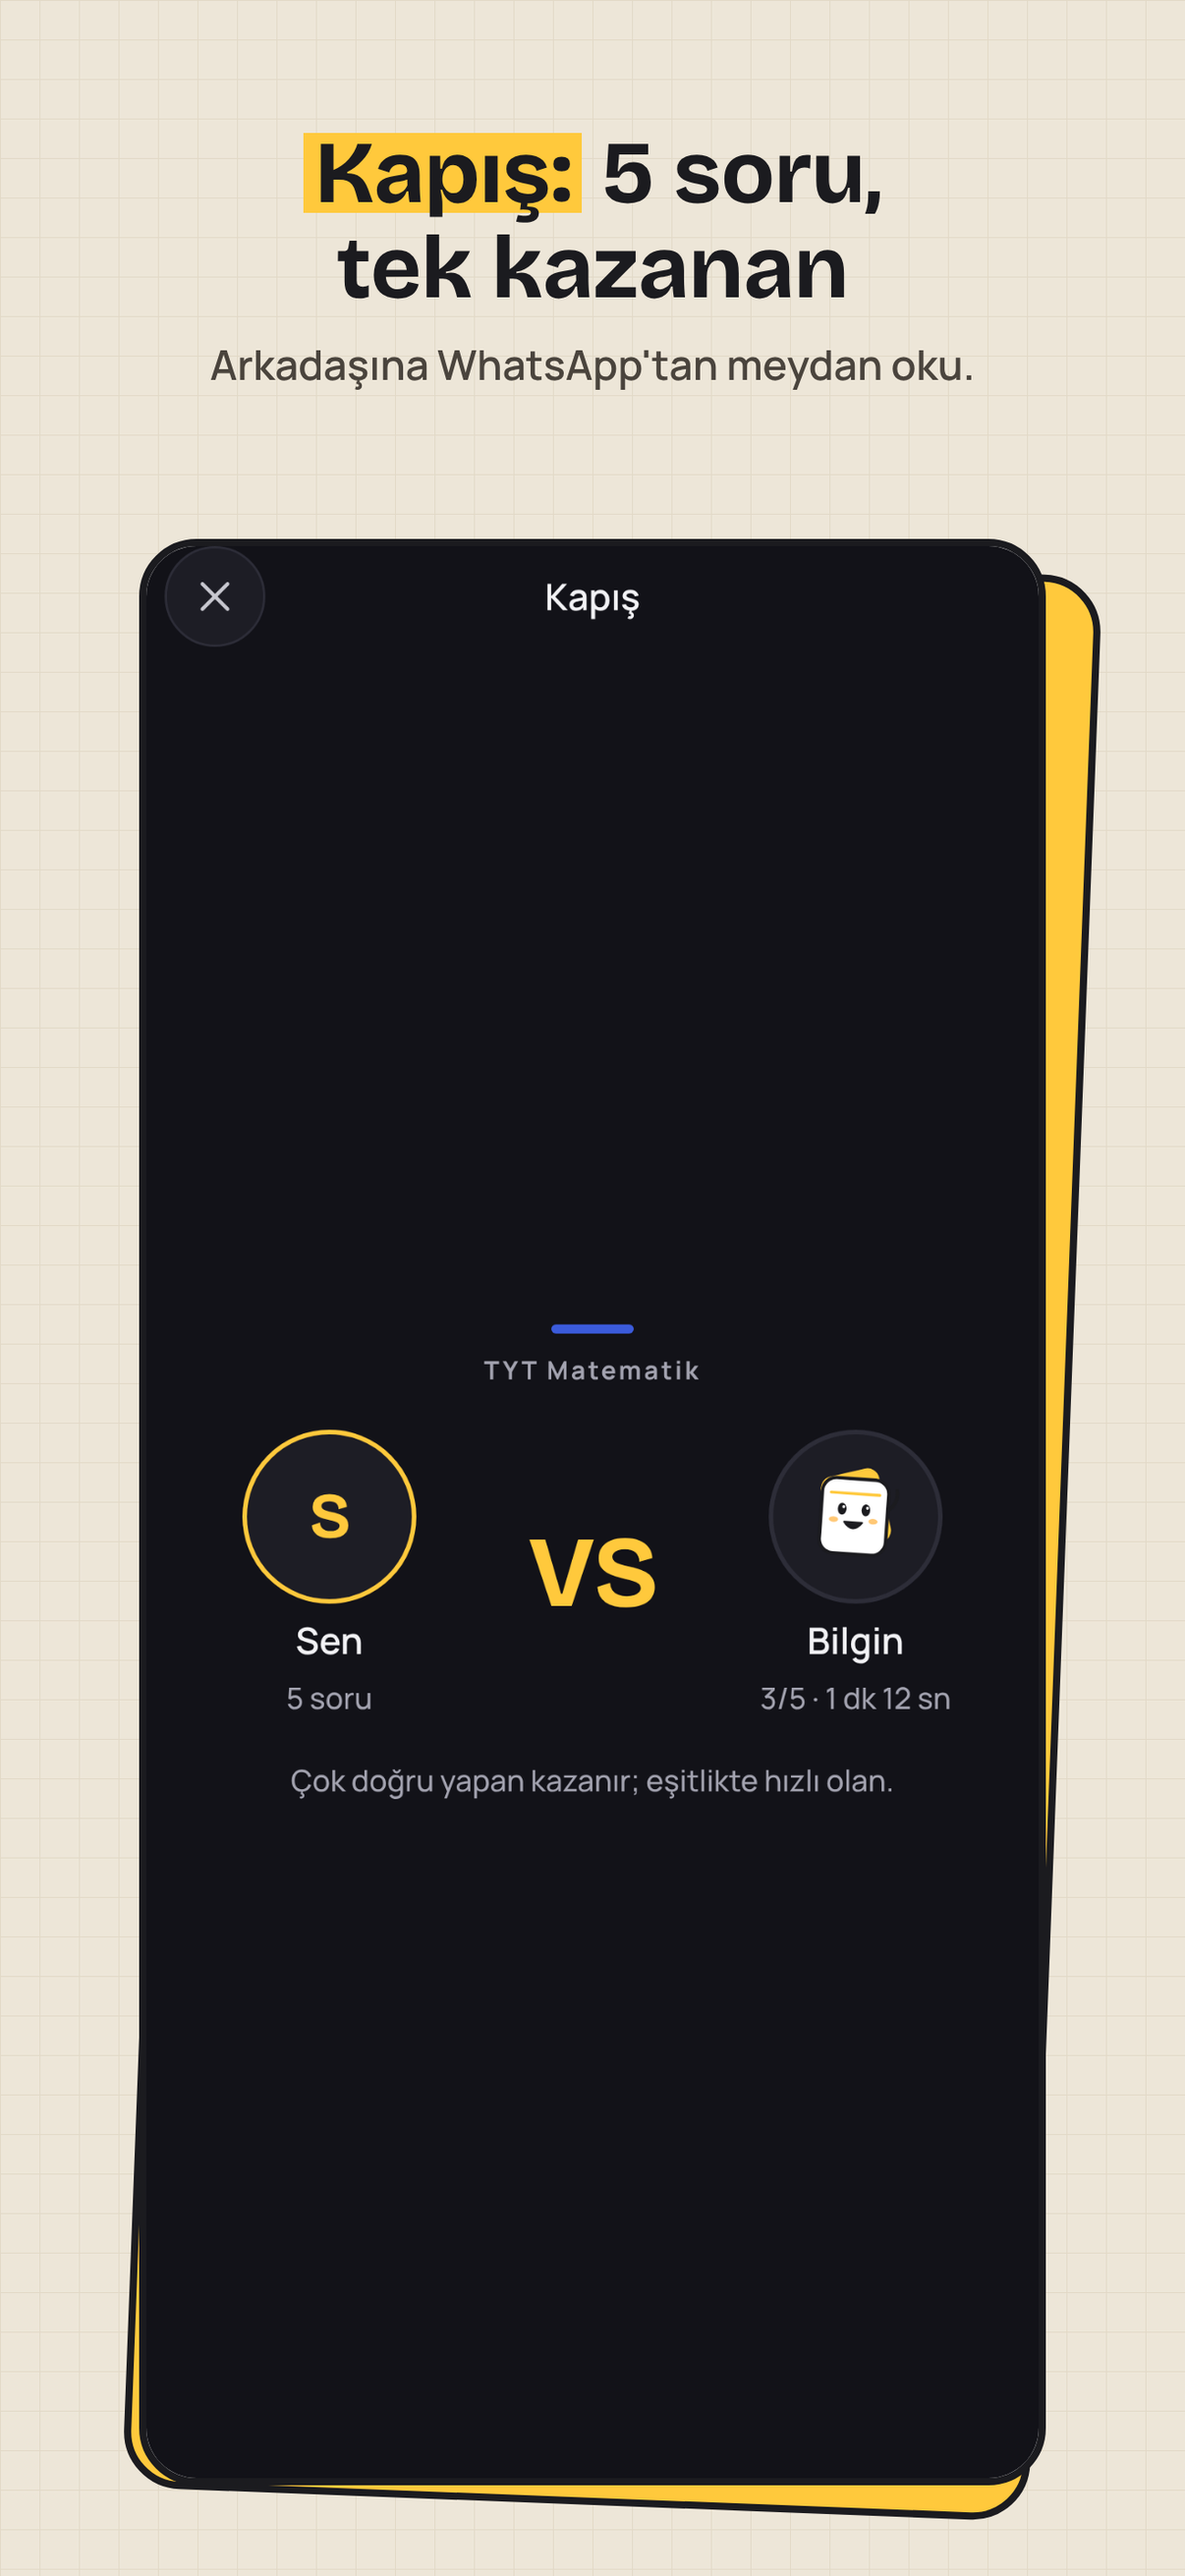 Kapış: 5 soru,
tek kazanan
Arkadaşına WhatsApp'tan meydan oku.
Kapış
TYT Matematik
S
VS
Sen
Bilgin
5 soru
3/5 · 1 dk 12 sn
Çok doğru yapan kazanır; eşitlikte hızlı olan.